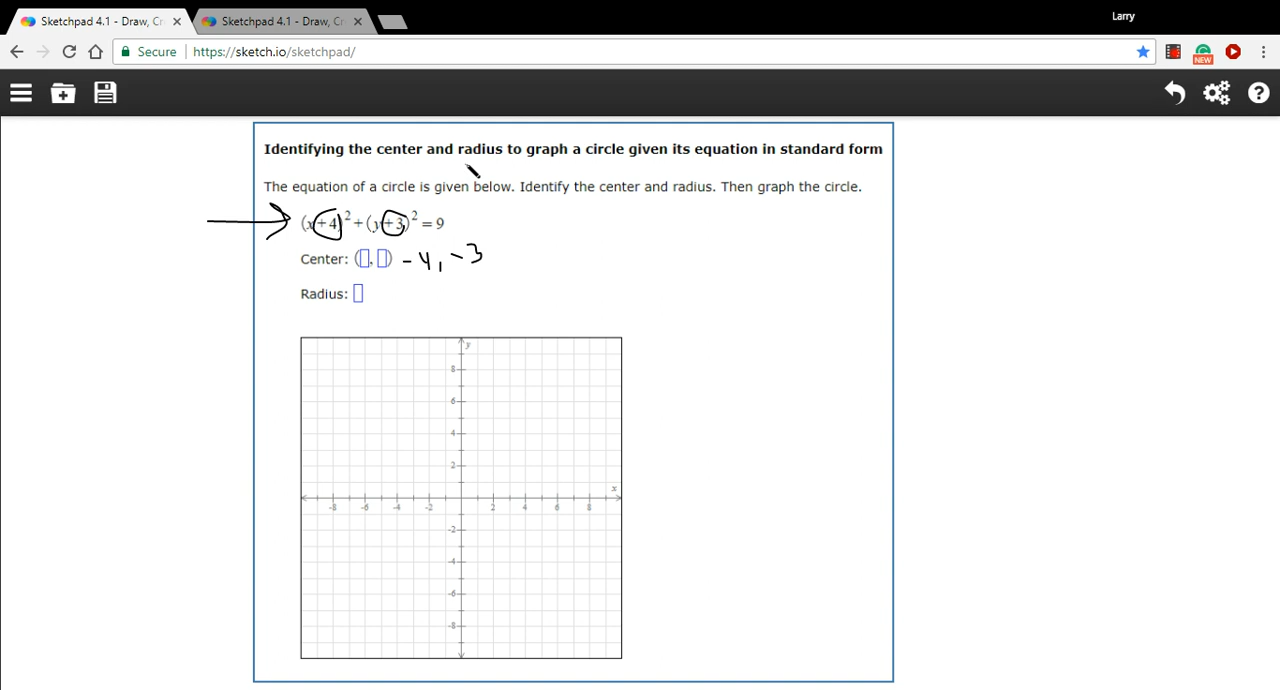 Larry
Sketchpad 4.1 - Draw, Cr Sketchpad 4.1 - Draw, Cr
Secure https://sketch.io/sketchpad/ NEW
Identifying the center and radius to graph a circle given its equation in standard form
The equation of a circle is given below. Identify the center and radius. Then graph the circle.
(x+4)² + (y+3)² = 9
Center: (▯, ▯) -4, -3
Radius: ▯
y
8
6
4
2
x
-8 -6 -4 -2 2 4 6 8
-2
-4
-6
-8